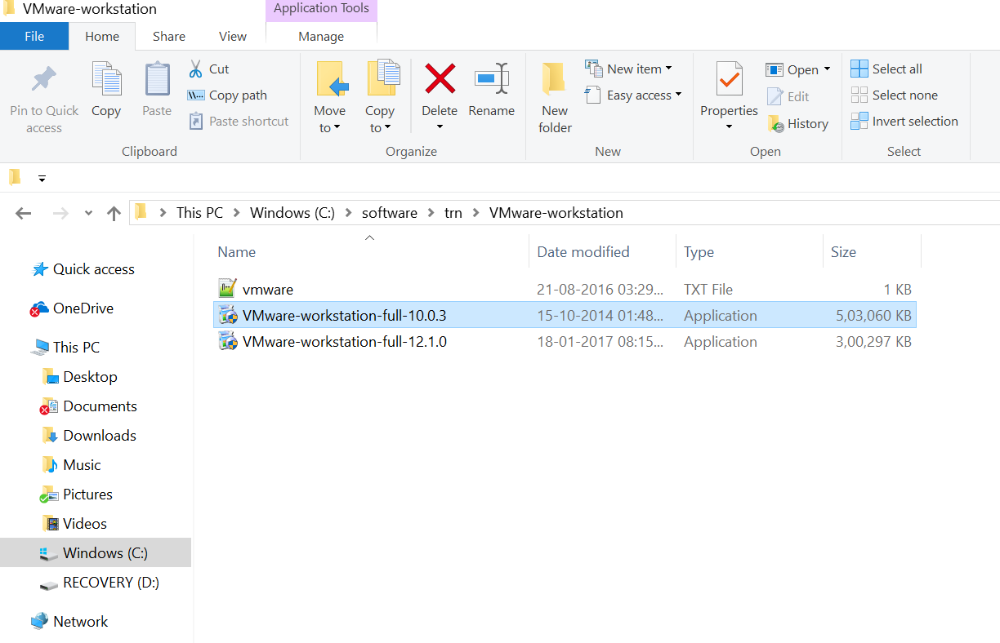 VMware-workstation
Application Tools
File Home Share View Manage
Pin to Quick access
Copy
Paste
Cut
Copy path
Paste shortcut
Clipboard
Move to
Copy to
Delete
Rename
Organize
New folder
New item
Easy access
New
Properties
Open
Edit
History
Open
Select all
Select none
Invert selection
Select
This PC Windows (C:) software trn VMware-workstation
Name Date modified Type Size
vmware 21-08-2016 03:29... TXT File 1 KB
VMware-workstation-full-10.0.3 15-10-2014 01:48... Application 5,03,060 KB
VMware-workstation-full-12.1.0 18-01-2017 08:15... Application 3,00,297 KB
Quick access
OneDrive
This PC
Desktop
Documents
Downloads
Music
Pictures
Videos
Windows (C:)
RECOVERY (D:)
Network